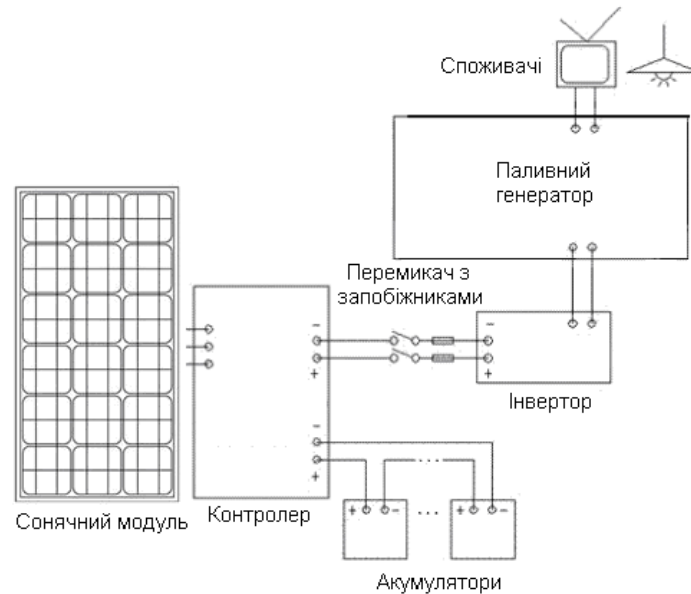 Споживачі
Паливний
генератор
Перемикач з
запобіжниками
−
+
−
+
Інвертор
−
+
Сонячний модуль
Контролер
+ − ... + −
Акумулятори